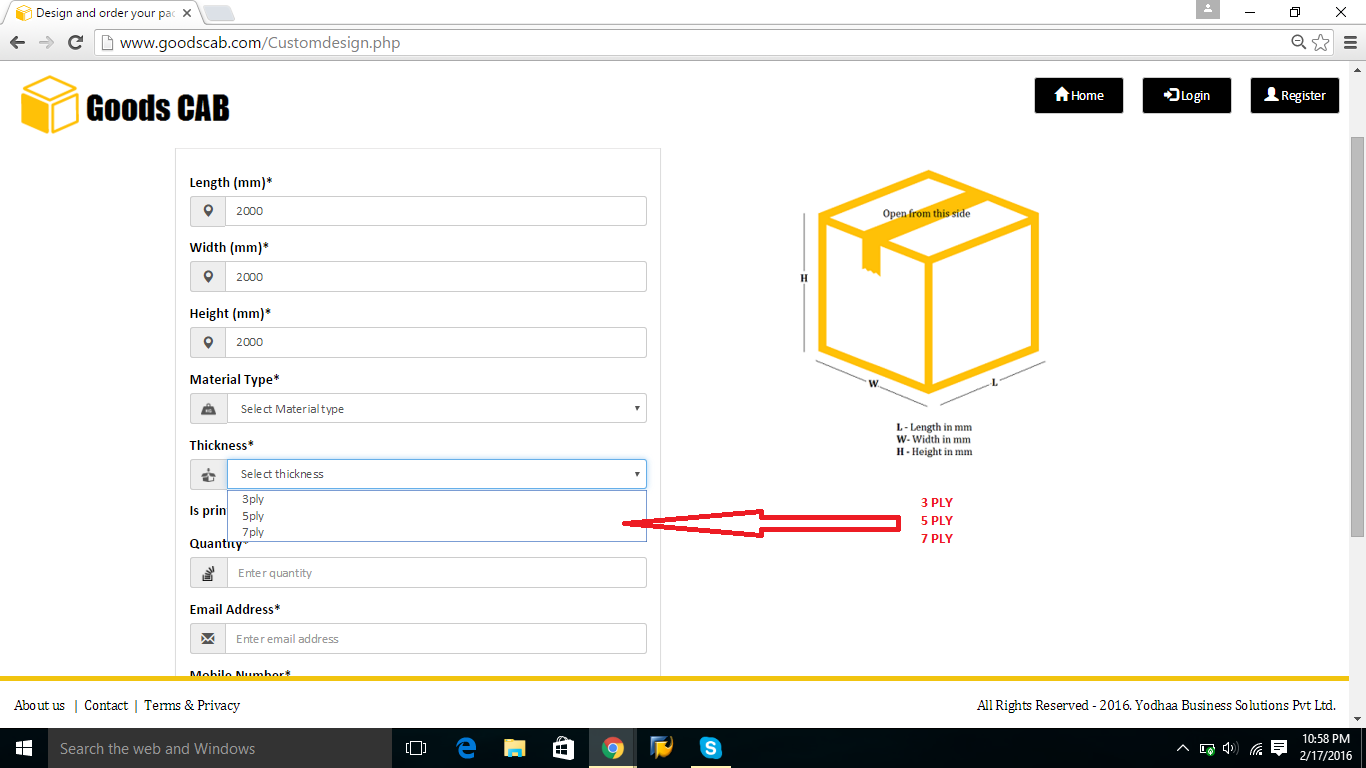 Design and order your pac
www.goodscab.com/Customdesign.php
Goods CAB
Home
Login
Register
Length (mm)*
2000
Width (mm)*
2000
Height (mm)*
2000
Material Type*
Select Material type
Thickness*
Select thickness
3ply
5ply
7ply
Is prin
Quantity*
Enter quantity
Email Address*
Enter email address
Mobile Number*
Open from this side
H
W
L
L - Length in mm
W- Width in mm
H - Height in mm
3 PLY
5 PLY
7 PLY
About us | Contact | Terms & Privacy
All Rights Reserved - 2016. Yodhaa Business Solutions Pvt Ltd.
Search the web and Windows
10:58 PM
2/17/2016